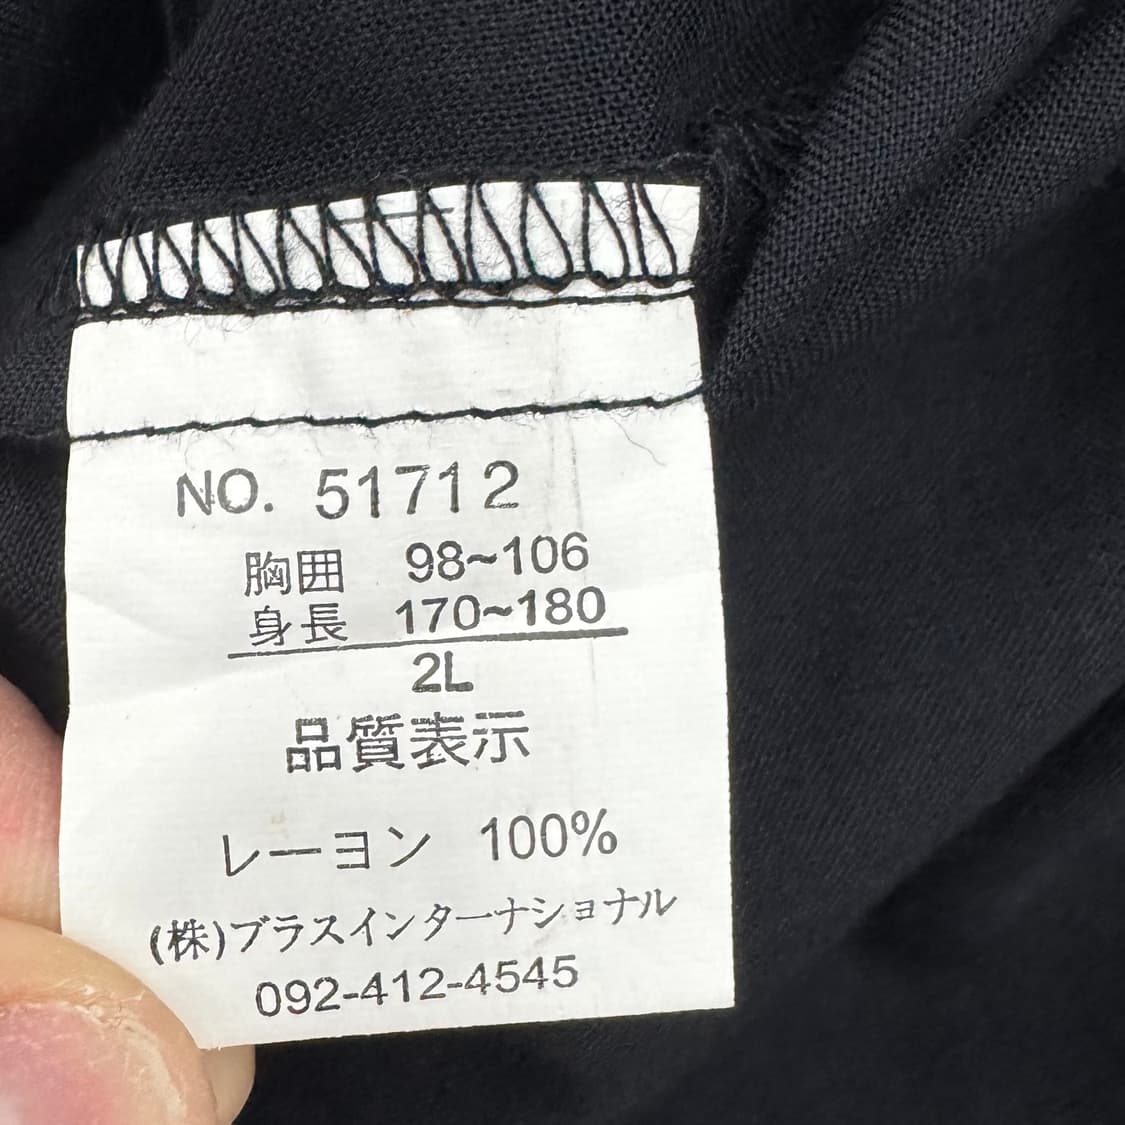 NO. 51712
胸囲 98~106
身長 170~180
2L
品質表示
レーヨン 100%
(株)ブラスインターナショナル
092-412-4545